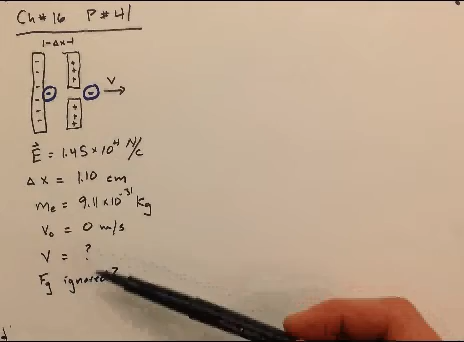 Ch# 16 P# 41
|-Δx-|
V
E⃗ = 1.45 × 10⁴ N/C
Δx = 1.10 cm
me = 9.11 × 10⁻³¹ Kg
V₀ = 0 m/s
V = ?
Fg ignored?